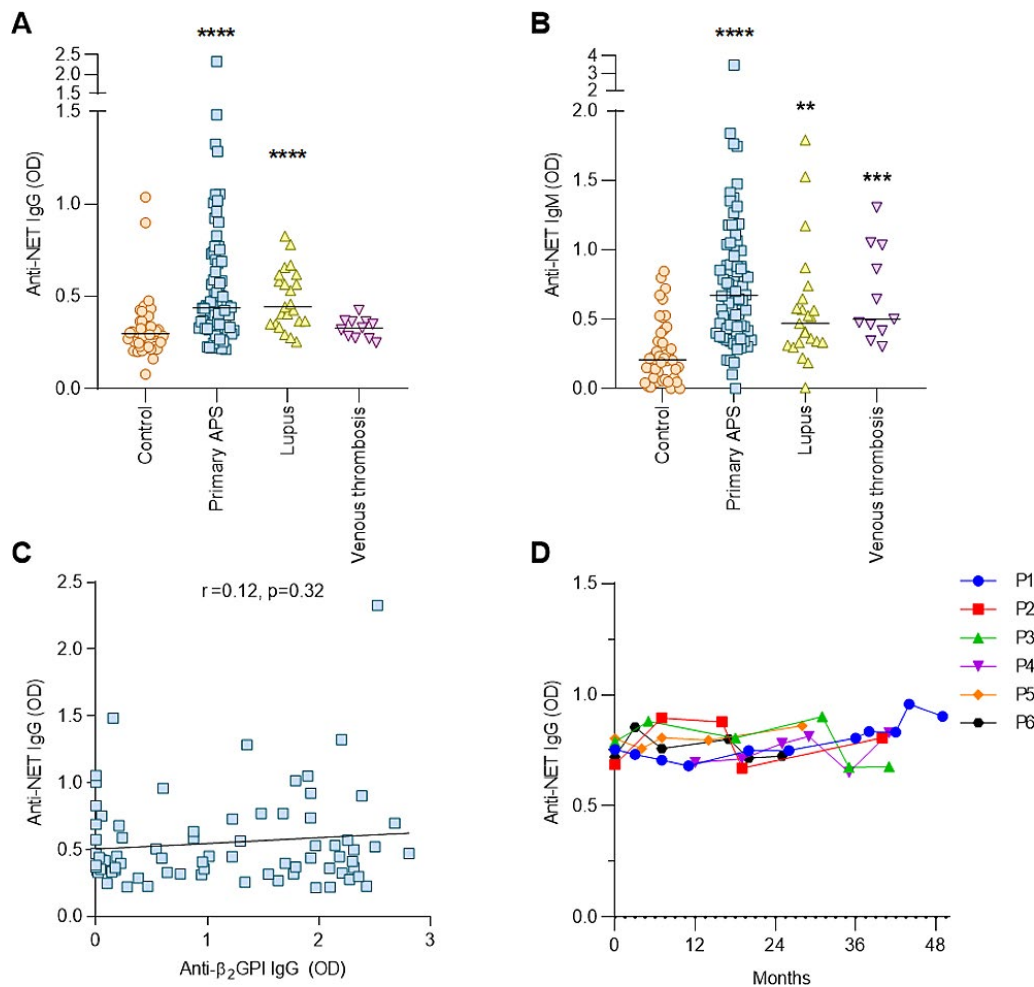 A
****
****
2.5
2.0
1.5
1.0
0.5
0.0
Anti-NET IgG (OD)
Control
Primary APS
Lupus
Venous thrombosis
B
****
**
***
4
3
2
2.0
1.5
1.0
0.5
0.0
Anti-NET IgM (OD)
Control
Primary APS
Lupus
Venous thrombosis
C
r=0.12, p=0.32
2.5
2.0
1.5
1.0
0.5
0.0
Anti-NET IgG (OD)
0 1 2 3
Anti-β₂GPI IgG (OD)
D
1.5
1.0
0.5
0.0
Anti-NET IgG (OD)
0 12 24 36 48
Months
P1
P2
P3
P4
P5
P6